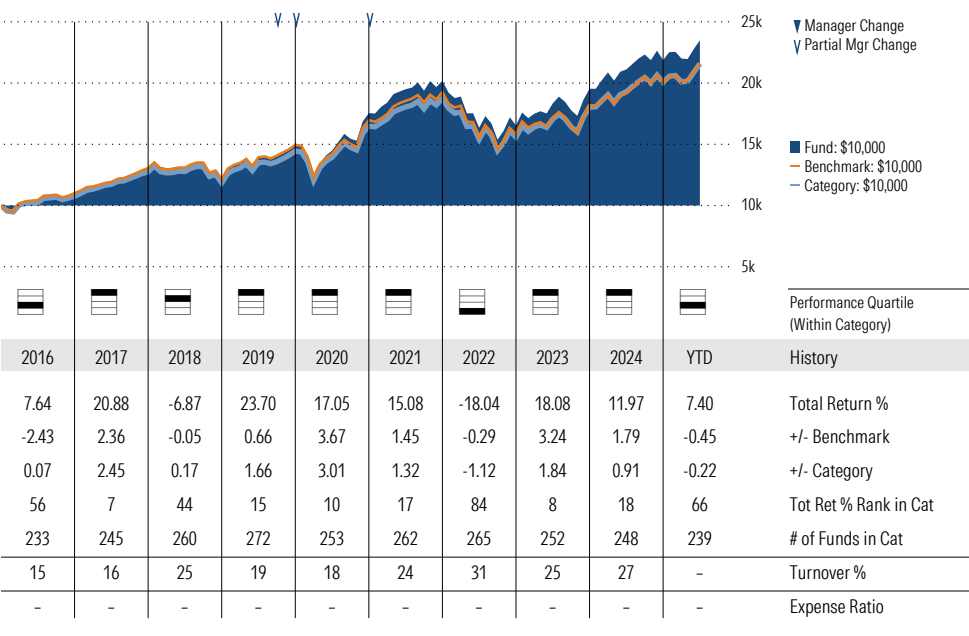 25k
20k
15k
10k
5k
Manager Change
Partial Mgr Change
Fund: $10,000
Benchmark: $10,000
Category: $10,000
Performance Quartile
(Within Category)
2016 2017 2018 2019 2020 2021 2022 2023 2024 YTD History
7.64 20.88 -6.87 23.70 17.05 15.08 -18.04 18.08 11.97 7.40 Total Return %
-2.43 2.36 -0.05 0.66 3.67 1.45 -0.29 3.24 1.79 -0.45 +/- Benchmark
0.07 2.45 0.17 1.66 3.01 1.32 -1.12 1.84 0.91 -0.22 +/- Category
56 7 44 15 10 17 84 8 18 66 Tot Ret % Rank in Cat
233 245 260 272 253 262 265 252 248 239 # of Funds in Cat
15 16 25 19 18 24 31 25 27 – Turnover %
– – – – – – – – – – Expense Ratio